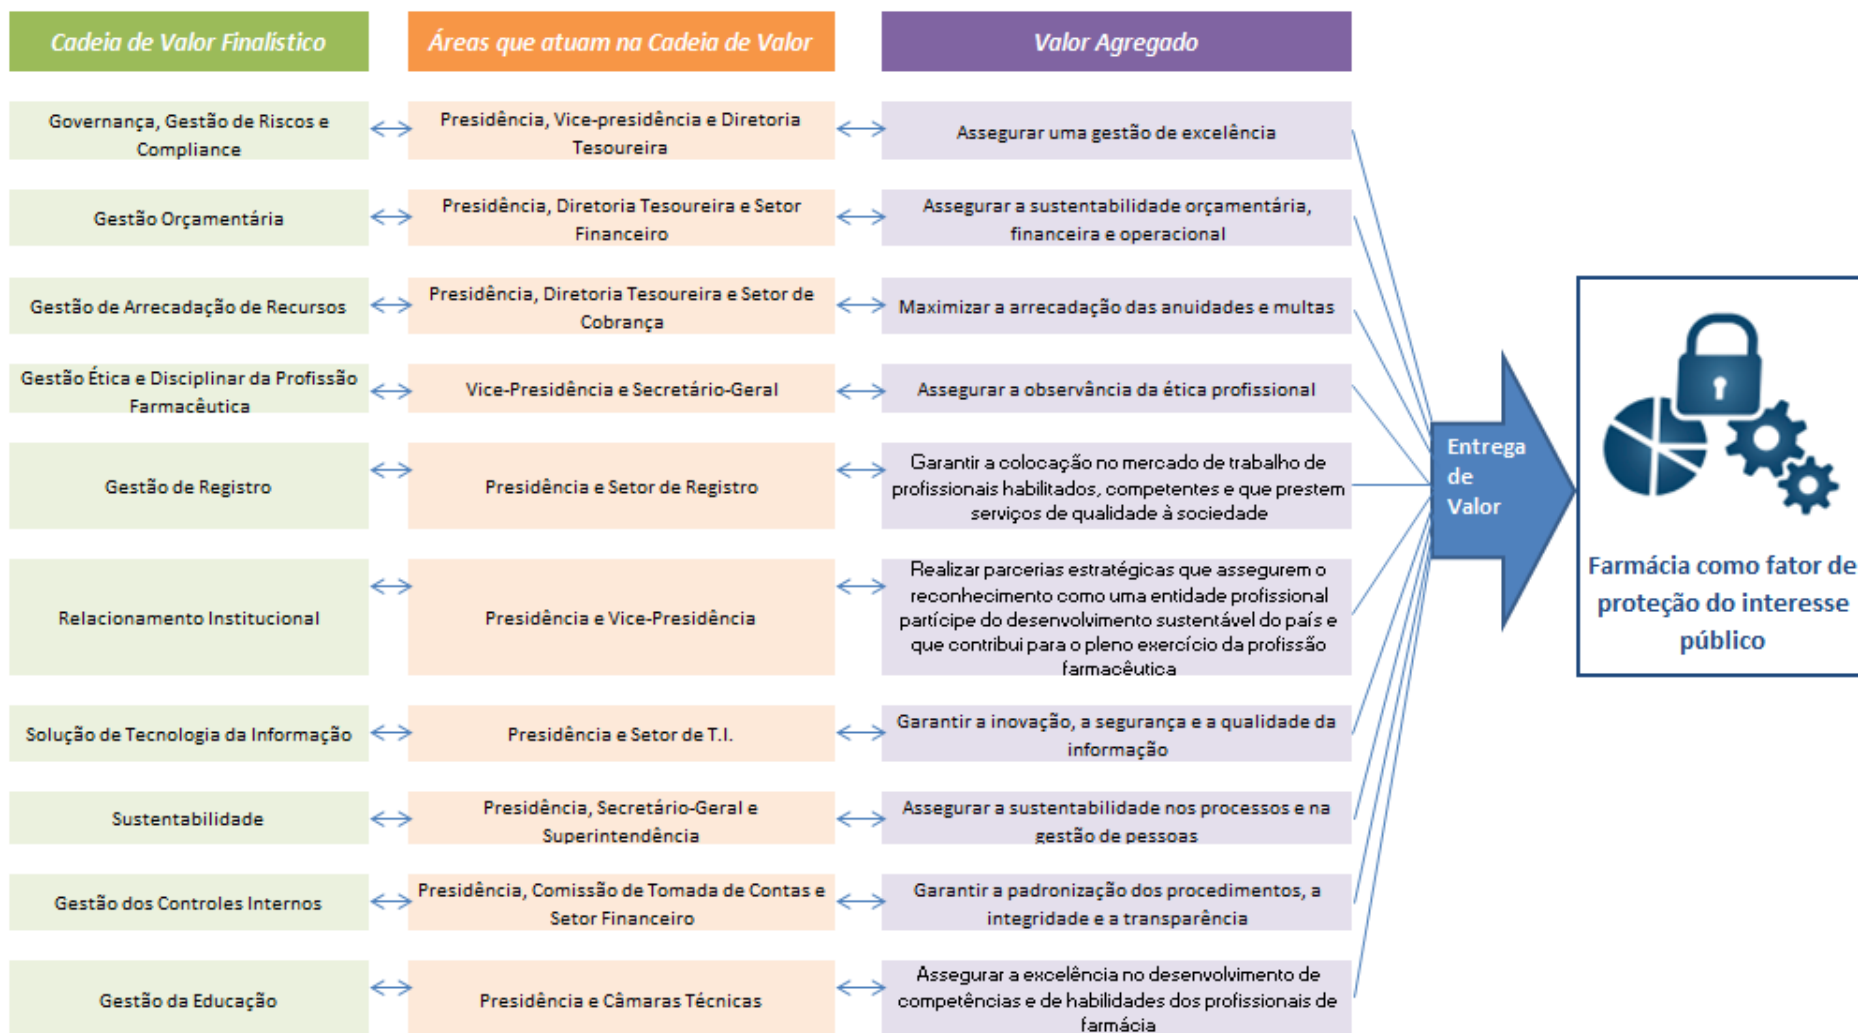 Cadeia de Valor Finalístico
Áreas que atuam na Cadeia de Valor
Valor Agregado
Governança, Gestão de Riscos e
Compliance
Presidência, Vice-presidência e Diretoria
Tesoureira
Assegurar uma gestão de excelência
Gestão Orçamentária
Presidência, Diretoria Tesoureira e Setor
Financeiro
Assegurar a sustentabilidade orçamentária,
financeira e operacional
Gestão de Arrecadação de Recursos
Presidência, Diretoria Tesoureira e Setor de
Cobrança
Maximizar a arrecadação das anuidades e multas
Gestão Ética e Disciplinar da Profissão
Farmacêutica
Vice-Presidência e Secretário-Geral
Assegurar a observância da ética profissional
Gestão de Registro
Presidência e Setor de Registro
Garantir a colocação no mercado de trabalho de
profissionais habilitados, competentes e que prestem
serviços de qualidade à sociedade
Relacionamento Institucional
Presidência e Vice-Presidência
Realizar parcerias estratégicas que assegurem o
reconhecimento como uma entidade profissional
partícipe do desenvolvimento sustentável do país e
que contribui para o pleno exercício da profissão
farmacêutica
Solução de Tecnologia da Informação
Presidência e Setor de T.I.
Garantir a inovação, a segurança e a qualidade da
informação
Sustentabilidade
Presidência, Secretário-Geral e
Superintendência
Assegurar a sustentabilidade nos processos e na
gestão de pessoas
Gestão dos Controles Internos
Presidência, Comissão de Tomada de Contas e
Setor Financeiro
Garantir a padronização dos procedimentos, a
integridade e a transparência
Gestão da Educação
Presidência e Câmaras Técnicas
Assegurar a excelência no desenvolvimento de
competências e de habilidades dos profissionais de
farmácia
Entrega
de
Valor
Farmácia como fator de
proteção do interesse
público